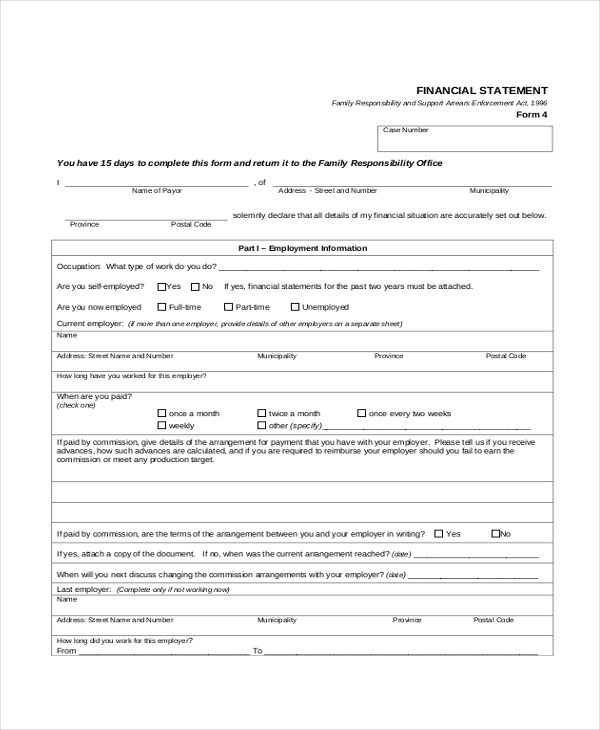 FINANCIAL STATEMENT
Family Responsibility and Support Arrears Enforcement Act, 1996
Form 4
Case Number
You have 15 days to complete this form and return it to the Family Responsibility Office
I ________ , of ________
Name of Payor Address - Street and Number Municipality
________ solemnly declare that all details of my financial situation are accurately set out below.
Province Postal Code
Part I – Employment Information
Occupation: What type of work do you do? ________
Are you self-employed? ☐Yes ☐ No If yes, financial statements for the past two years must be attached.
Are you now employed ☐ Full-time ☐ Part-time ☐ Unemployed
Current employer: (if more than one employer, provide details of other employers on a separate sheet)
Name
Address: Street Name and Number Municipality Province Postal Code
How long have you worked for this employer?
When are you paid?
(check one)
☐ once a month ☐ twice a month ☐ once every two weeks
☐ weekly ☐ other (specify)________
If paid by commission, give details of the arrangement for payment that you have with your employer. Please tell us if you receive
advances, how such advances are calculated, and if you are required to reimburse your employer should you fail to earn the
commission or meet any production target.
If paid by commission, are the terms of the arrangement between you and your employer in writing? ☐ Yes ☐No
If yes, attach a copy of the document. If no, when was the current arrangement reached? (date) ________
When will you next discuss changing the commission arrangements with your employer? (date) ________
Last employer: (Complete only if not working now)
Name
Address: Street Name and Number Municipality Province Postal Code
How long did you work for this employer?
From ________ To ________